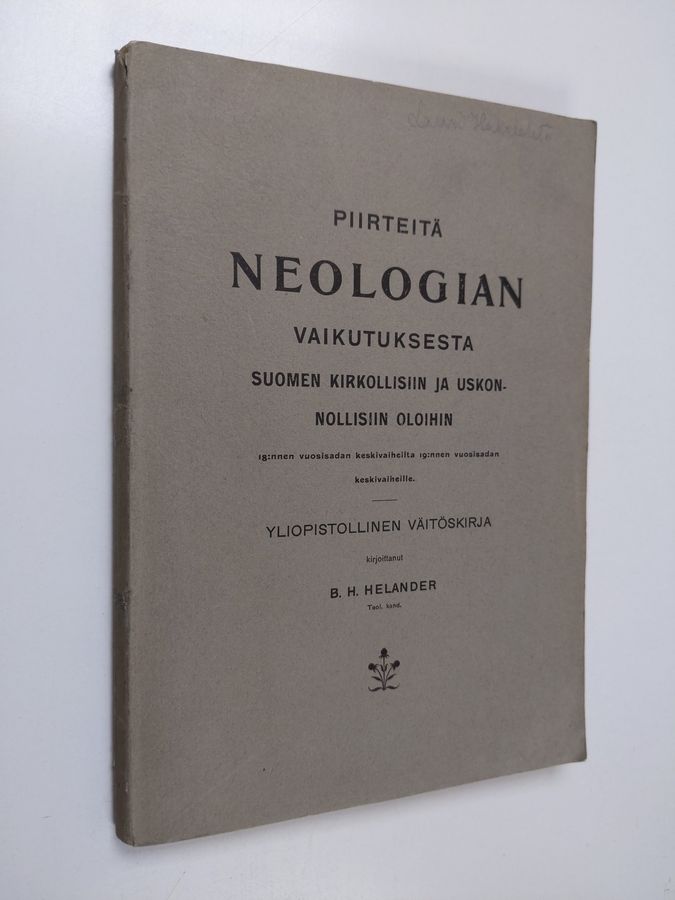 PIIRTEITÄ
NEOLOGIAN
VAIKUTUKSESTA
SUOMEN KIRKOLLISIIN JA USKON-
NOLLISIIN OLOIHIN
18:nnen vuosisadan keskivaiheilta 19:nnen vuosisadan
keskivaiheille.
YLIOPISTOLLINEN VÄITÖSKIRJA
kirjoittanut
B. H. HELANDER
Teol. kand.